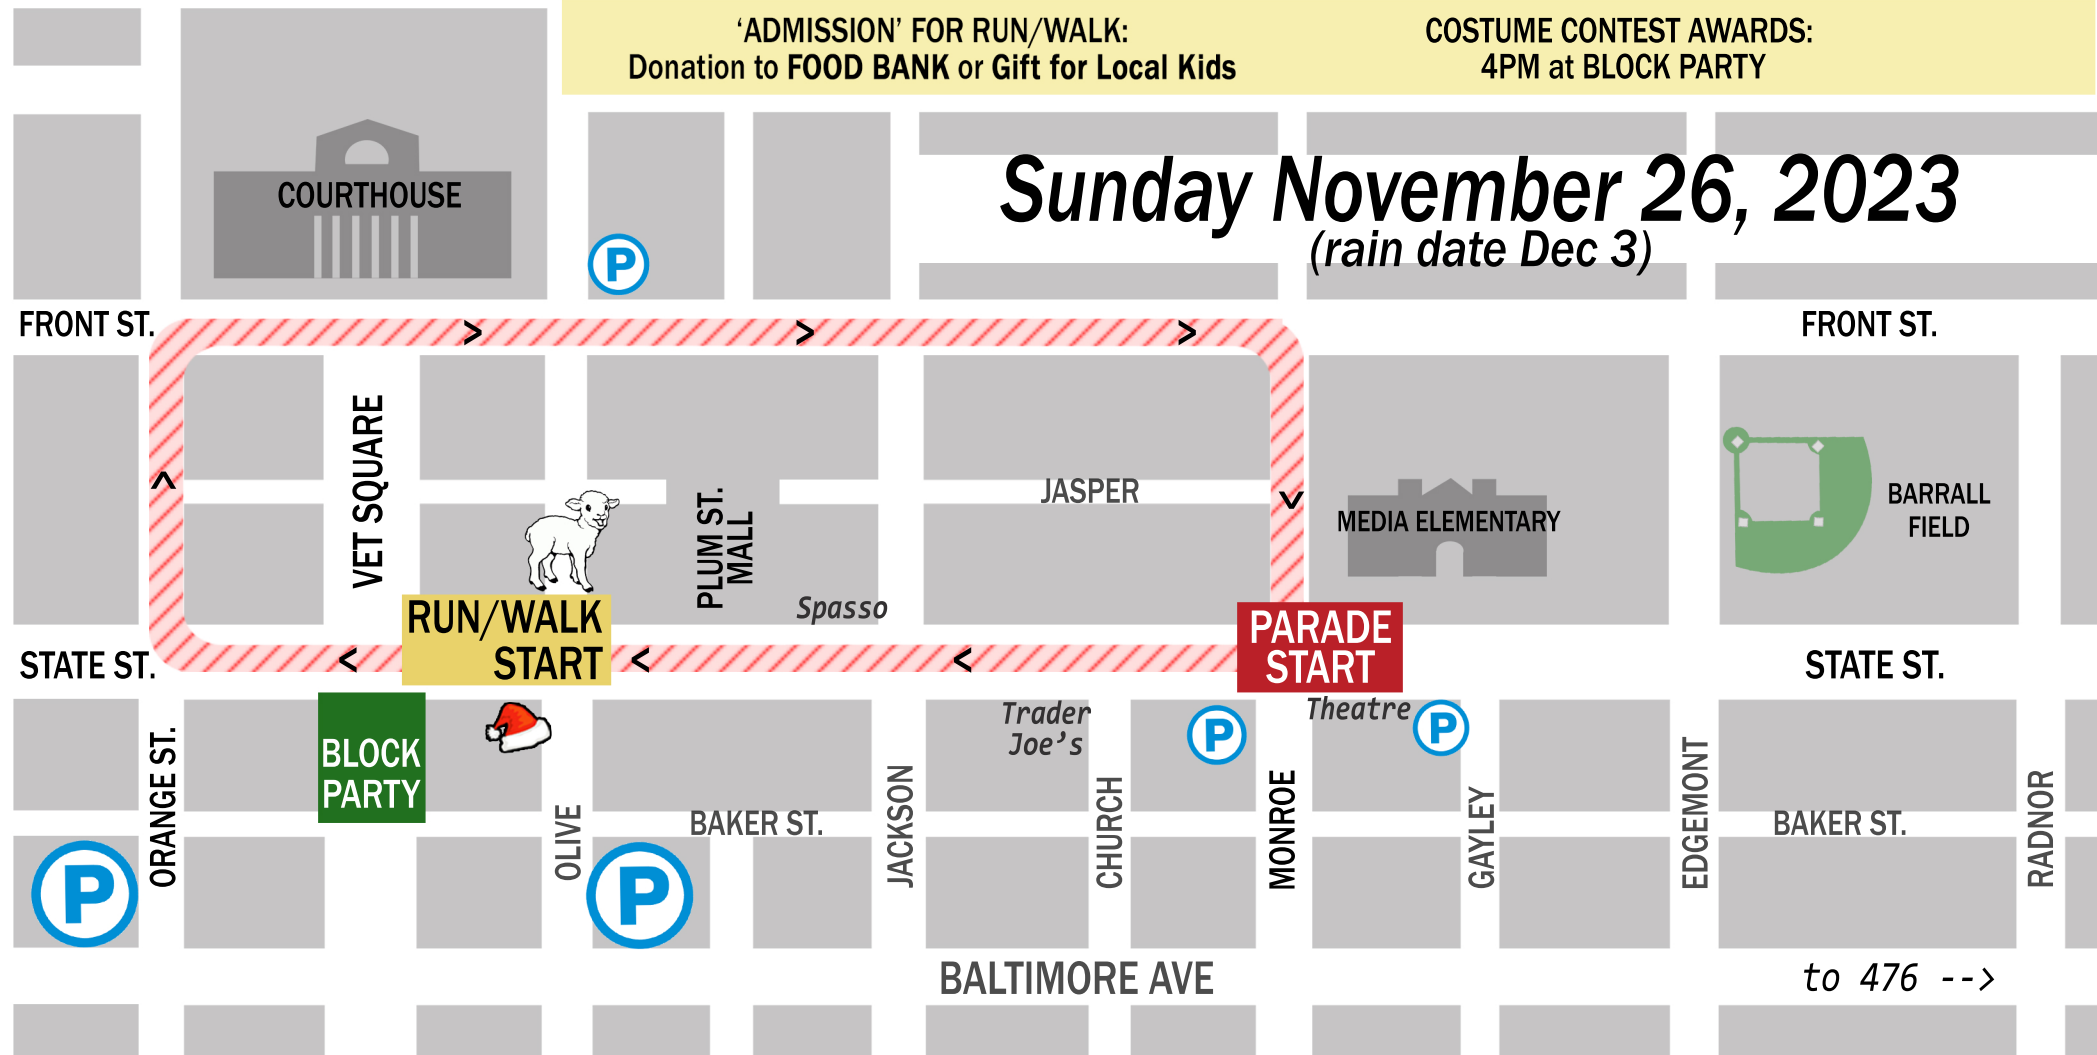 ‘ADMISSION’ FOR RUN/WALK:
Donation to FOOD BANK or Gift for Local Kids
COSTUME CONTEST AWARDS:
4PM at BLOCK PARTY
Sunday November 26, 2023
(rain date Dec 3)
COURTHOUSE
P
FRONT ST.
>
>
>
FRONT ST.
VET SQUARE
PLUM ST.
MALL
JASPER
MEDIA ELEMENTARY
BARRALL
FIELD
Spasso
RUN/WALK
START
PARADE
START
STATE ST.
<
<
<
STATE ST.
Trader
Joe’s
Theatre
P
P
BLOCK
PARTY
ORANGE ST.
OLIVE
BAKER ST.
JACKSON
CHURCH
MONROE
GAYLEY
EDGEMONT
BAKER ST.
RADNOR
P
P
BALTIMORE AVE
to 476 -->